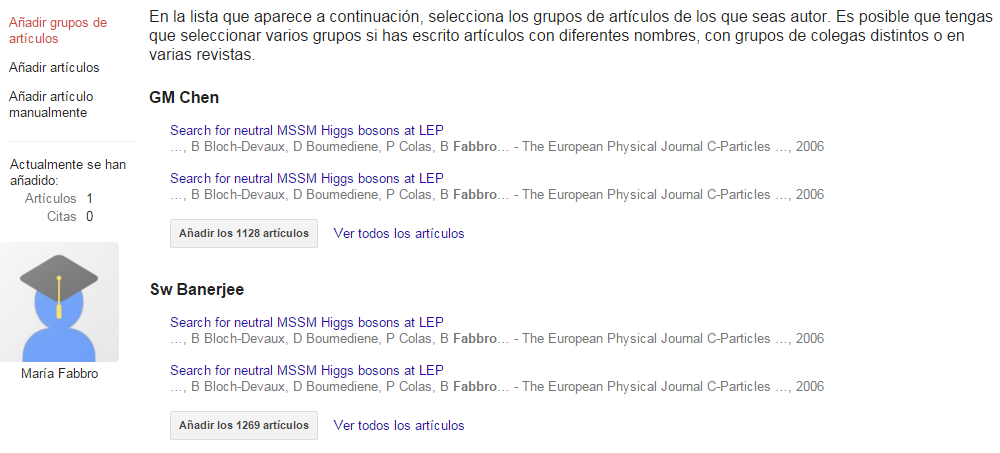 Añadir grupos de
artículos
Añadir artículos
Añadir artículo
manualmente
Actualmente se han
añadido:
Artículos 1
Citas 0
María Fabbro
En la lista que aparece a continuación, selecciona los grupos de artículos de los que seas autor. Es posible que tengas
que seleccionar varios grupos si has escrito artículos con diferentes nombres, con grupos de colegas distintos o en
varias revistas.
GM Chen
Search for neutral MSSM Higgs bosons at LEP
…, B Bloch-Devaux, D Boumediene, P Colas, B Fabbro… - The European Physical Journal C-Particles …, 2006
Search for neutral MSSM Higgs bosons at LEP
…, B Bloch-Devaux, D Boumediene, P Colas, B Fabbro… - The European Physical Journal C-Particles …, 2006
Añadir los 1128 artículos Ver todos los artículos
Sw Banerjee
Search for neutral MSSM Higgs bosons at LEP
…, B Bloch-Devaux, D Boumediene, P Colas, B Fabbro… - The European Physical Journal C-Particles …, 2006
Search for neutral MSSM Higgs bosons at LEP
…, B Bloch-Devaux, D Boumediene, P Colas, B Fabbro… - The European Physical Journal C-Particles …, 2006
Añadir los 1269 artículos Ver todos los artículos